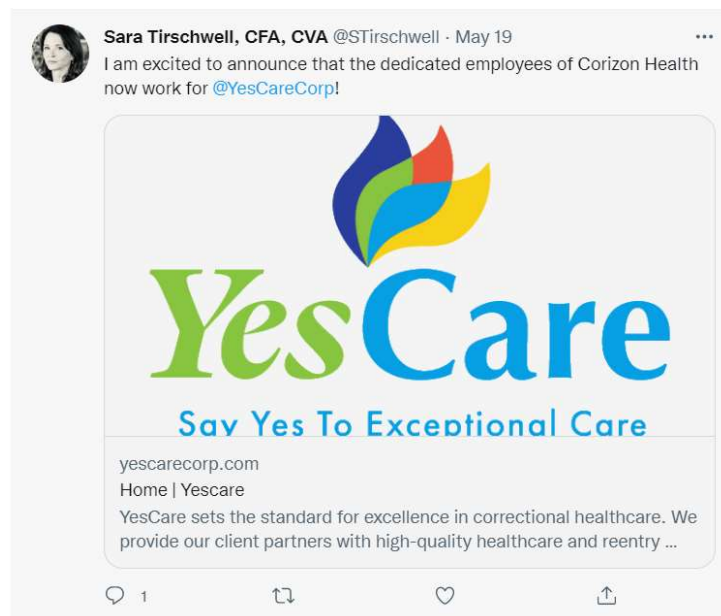 Sara Tirschwell, CFA, CVA @STirschwell · May 19
I am excited to announce that the dedicated employees of Corizon Health
now work for @YesCareCorp!
YesCare
Say Yes To Exceptional Care
yescarecorp.com
Home | Yescare
YesCare sets the standard for excellence in correctional healthcare. We
provide our client partners with high-quality healthcare and reentry ...
1